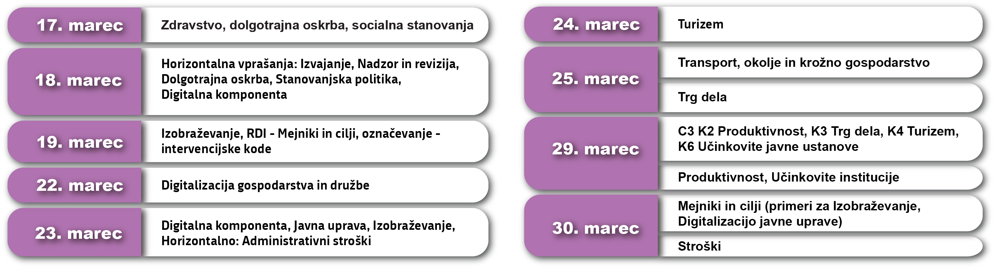 17. marec
Zdravstvo, dolgotrajna oskrba, socialna stanovanja
18. marec
Horizontalna vprašanja: Izvajanje, Nadzor in revizija,
Dolgotrajna oskrba, Stanovanjska politika,
Digitalna komponenta
19. marec
Izobraževanje, RDI - Mejniki in cilji, označevanje -
intervencijske kode
22. marec
Digitalizacija gospodarstva in družbe
23. marec
Digitalna komponenta, Javna uprava, Izobraževanje,
Horizontalno: Administrativni stroški
24. marec
Turizem
25. marec
Transport, okolje in krožno gospodarstvo
Trg dela
29. marec
C3 K2 Produktivnost, K3 Trg dela, K4 Turizem,
K6 Učinkovite javne ustanove
Produktivnost, Učinkovite institucije
30. marec
Mejniki in cilji (primeri za Izobraževanje,
Digitalizacijo javne uprave)
Stroški